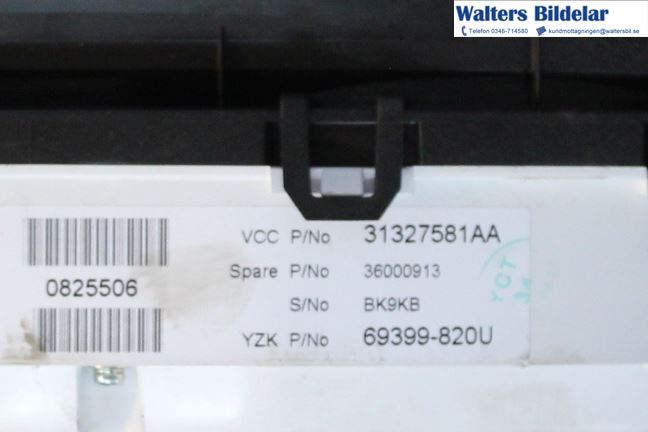 Walters Bildelar
Telefon 0346-714580 kundmottagningen@waltersbil.se
VCC P/No 31327581AA
Spare P/No 36000913
S/No BK9KB
YZK P/No 69399-820U
0825506
YCT